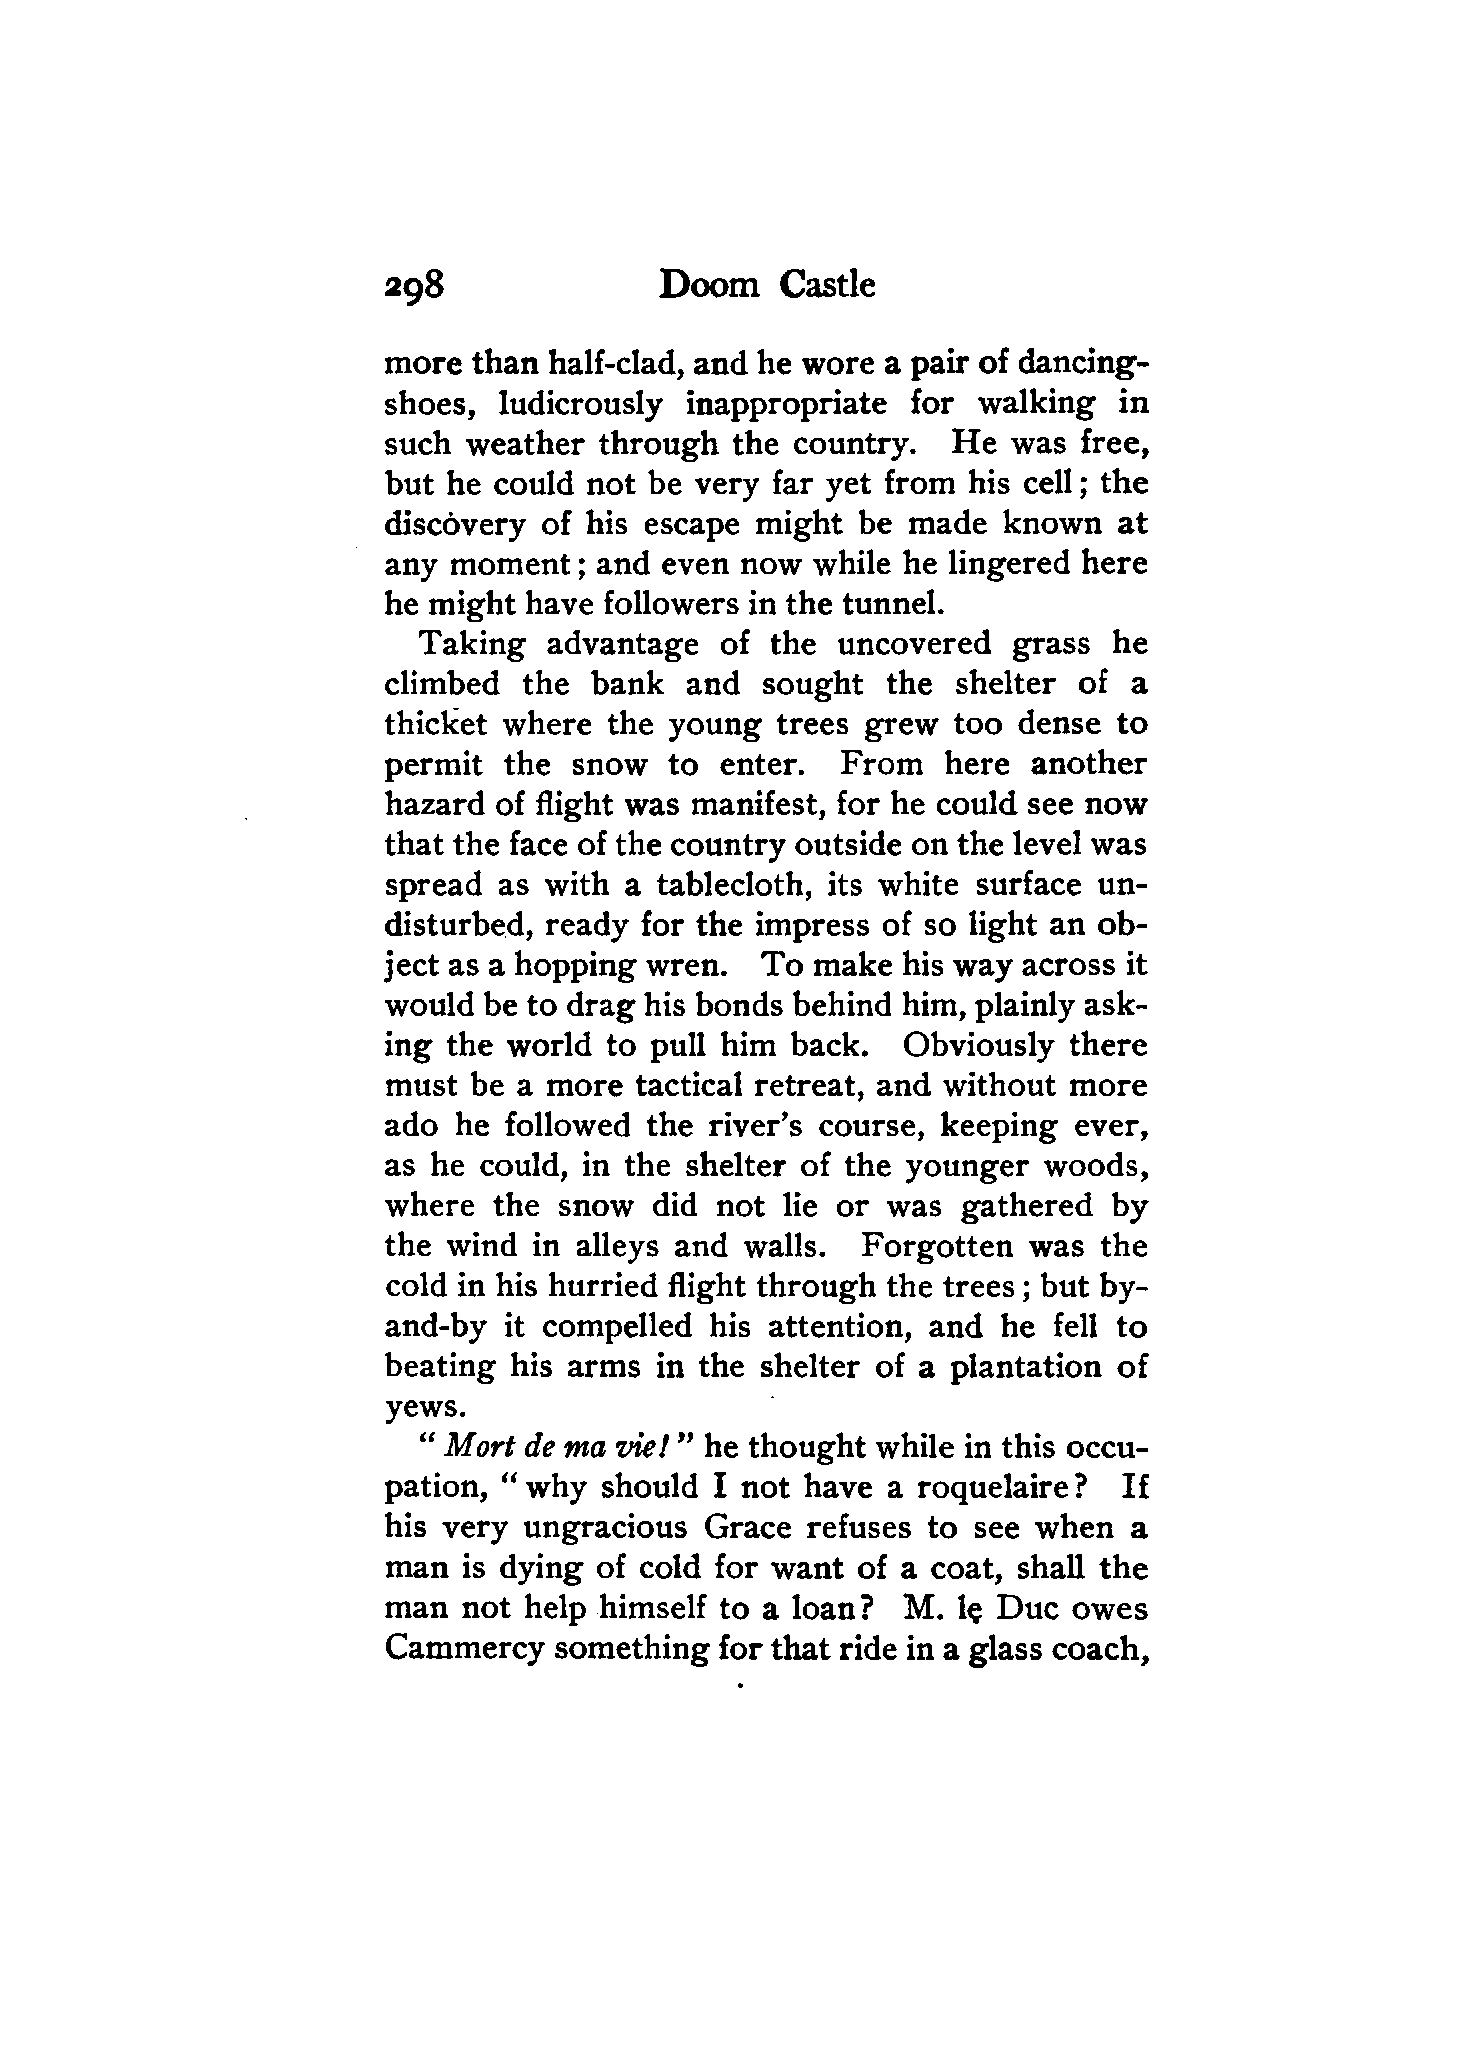 298 Doom Castle
more than half-clad, and he wore a pair of dancing-
shoes, ludicrously inappropriate for walking in
such weather through the country. He was free,
but he could not be very far yet from his cell; the
discovery of his escape might be made known at
any moment; and even now while he lingered here
he might have followers in the tunnel.
Taking advantage of the uncovered grass he
climbed the bank and sought the shelter of a
thicket where the young trees grew too dense to
permit the snow to enter. From here another
hazard of flight was manifest, for he could see now
that the face of the country outside on the level was
spread as with a tablecloth, its white surface un-
disturbed, ready for the impress of so light an ob-
ject as a hopping wren. To make his way across it
would be to drag his bonds behind him, plainly ask-
ing the world to pull him back. Obviously there
must be a more tactical retreat, and without more
ado he followed the river's course, keeping ever,
as he could, in the shelter of the younger woods,
where the snow did not lie or was gathered by
the wind in alleys and walls. Forgotten was the
cold in his hurried flight through the trees; but by-
and-by it compelled his attention, and he fell to
beating his arms in the shelter of a plantation of
yews.
"Mort de ma vie!" he thought while in this occu-
pation, "why should I not have a roquelaire? If
his very ungracious Grace refuses to see when a
man is dying of cold for want of a coat, shall the
man not help himself to a loan? M. le Duc owes
Cammercy something for that ride in a glass coach,